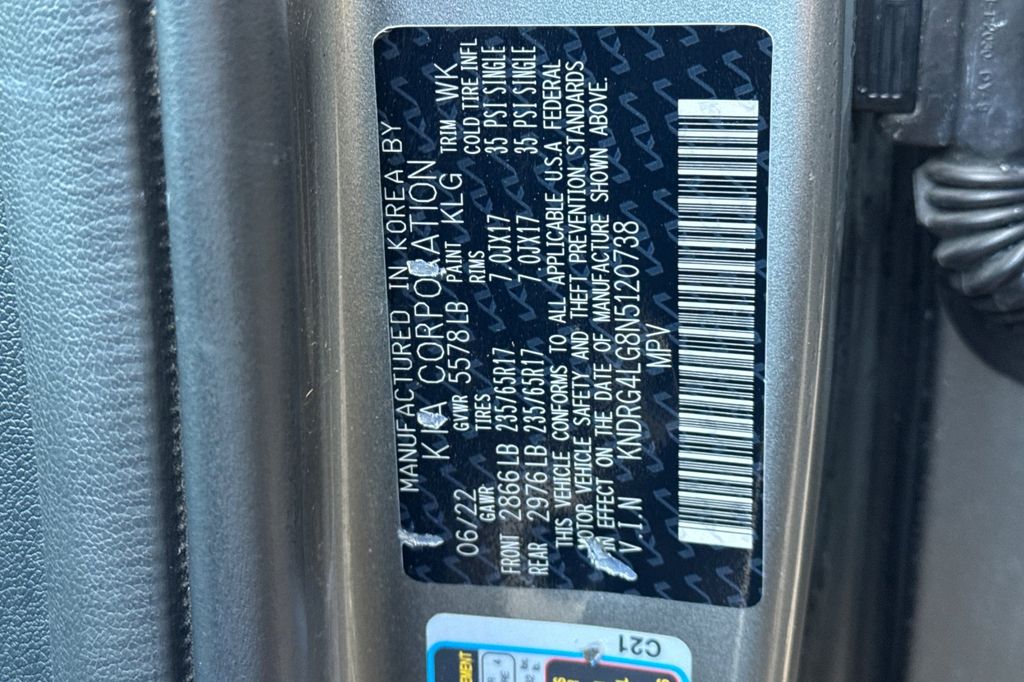 MANUFACTURED IN KOREA BY
KIA CORPORATION
06/22 GVWR 5578LB PAINT KLG TRIM WK
GAWR TIRES RIMS COLD TIRE INFL
FRONT 2866LB 235/65R17 7.0JX17 35 PSI SINGLE
REAR 2976LB 235/65R17 7.0JX17 35 PSI SINGLE
THIS VEHICLE CONFORMS TO ALL APPLICABLE U.S.A. FEDERAL
MOTOR VEHICLE SAFETY AND THEFT PREVENTION STANDARDS
IN EFFECT ON THE DATE OF MANUFACTURE SHOWN ABOVE.
V.I.N KNDRG4LG8N5120738
MPV
C21